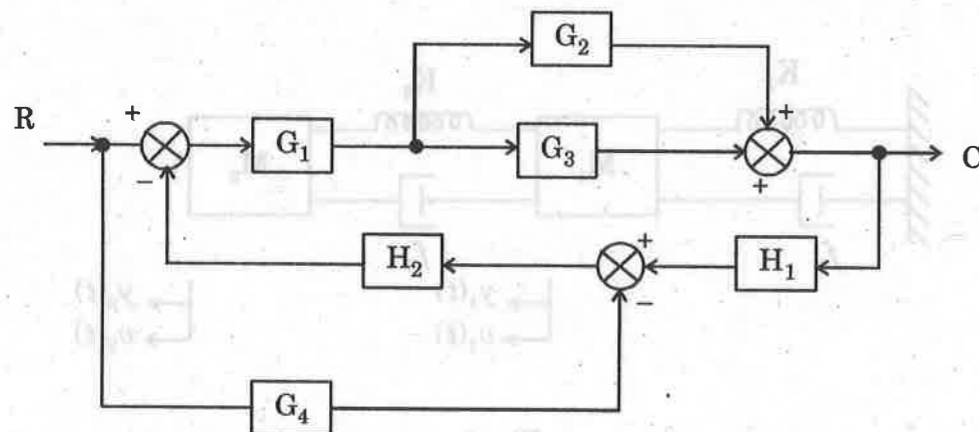 G₂
R + + C
G₁ G₃
− +
H₂ + H₁
−
G₄